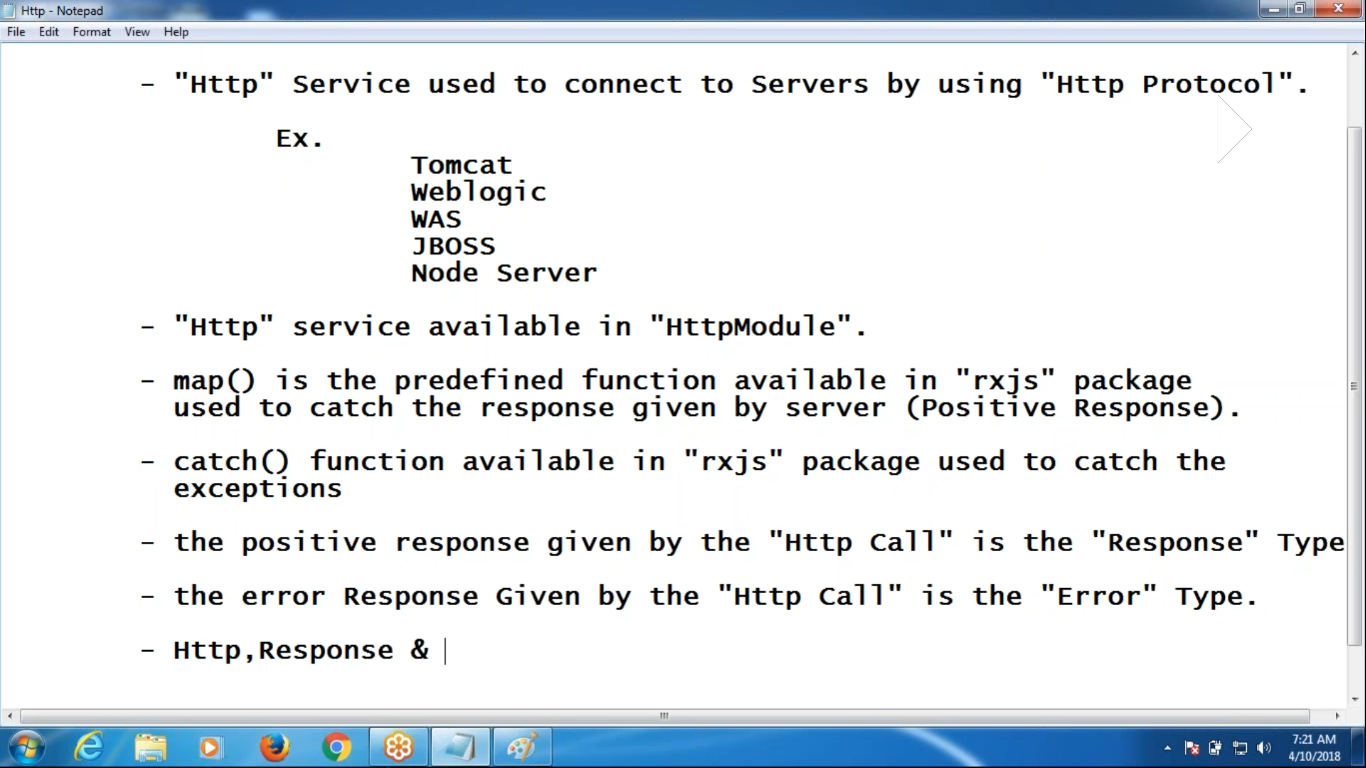 Http - Notepad
File Edit Format View Help
- "Http" Service used to connect to Servers by using "Http Protocol".
Ex.
Tomcat
Weblogic
WAS
JBOSS
Node Server
- "Http" service available in "HttpModule".
- map() is the predefined function available in "rxjs" package
used to catch the response given by server (Positive Response).
- catch() function available in "rxjs" package used to catch the
exceptions
- the positive response given by the "Http Call" is the "Response" Type
- the error Response Given by the "Http Call" is the "Error" Type.
- Http,Response &
7:21 AM
4/10/2018